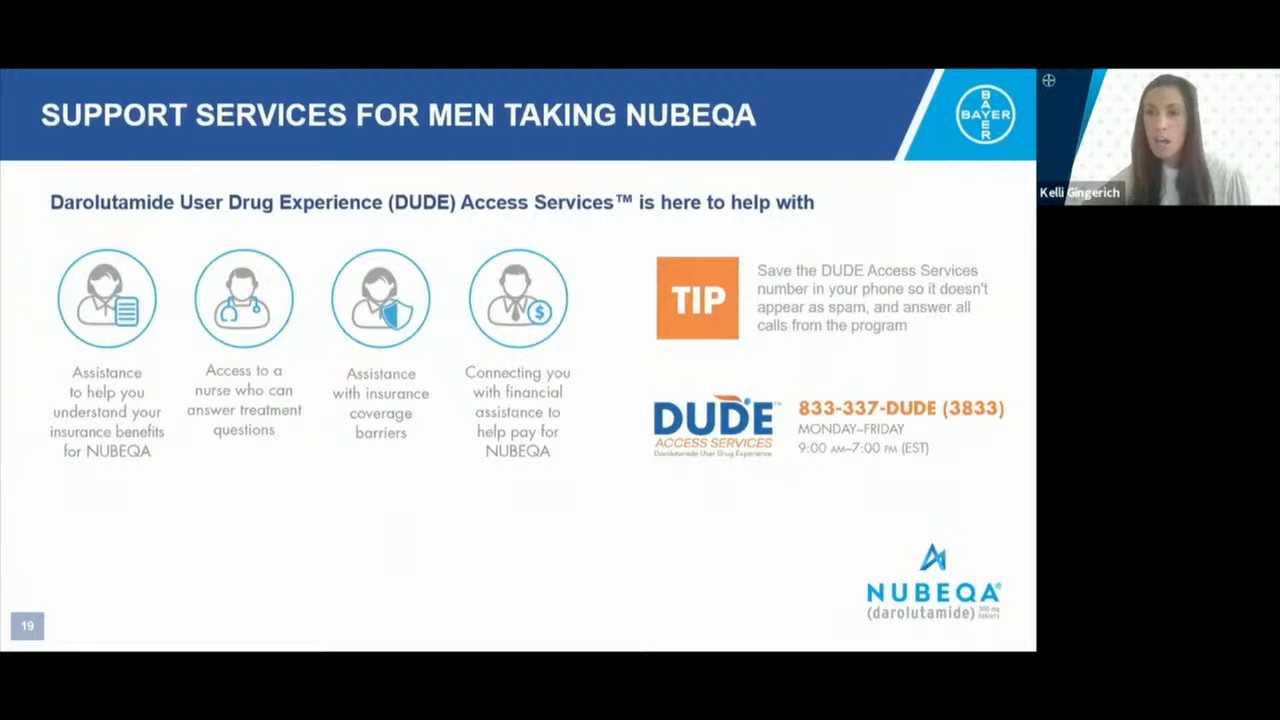 SUPPORT SERVICES FOR MEN TAKING NUBEQA
BAYER
BAYER
Kelli Gingerich
Darolutamide User Drug Experience (DUDE) Access Services™ is here to help with
Assistance
to help you
understand your
insurance benefits
for NUBEQA
Access to a
nurse who can
answer treatment
questions
Assistance
with insurance
coverage
barriers
$
Connecting you
with financial
assistance to
help pay for
NUBEQA
TIP
Save the DUDE Access Services
number in your phone so it doesn't
appear as spam, and answer all
calls from the program
DUDE™
ACCESS SERVICES
Darolutamide User Drug Experience
833-337-DUDE (3833)
MONDAY–FRIDAY
9:00 AM–7:00 PM (EST)
NUBEQA®
(darolutamide) 300 mg
tablets
19